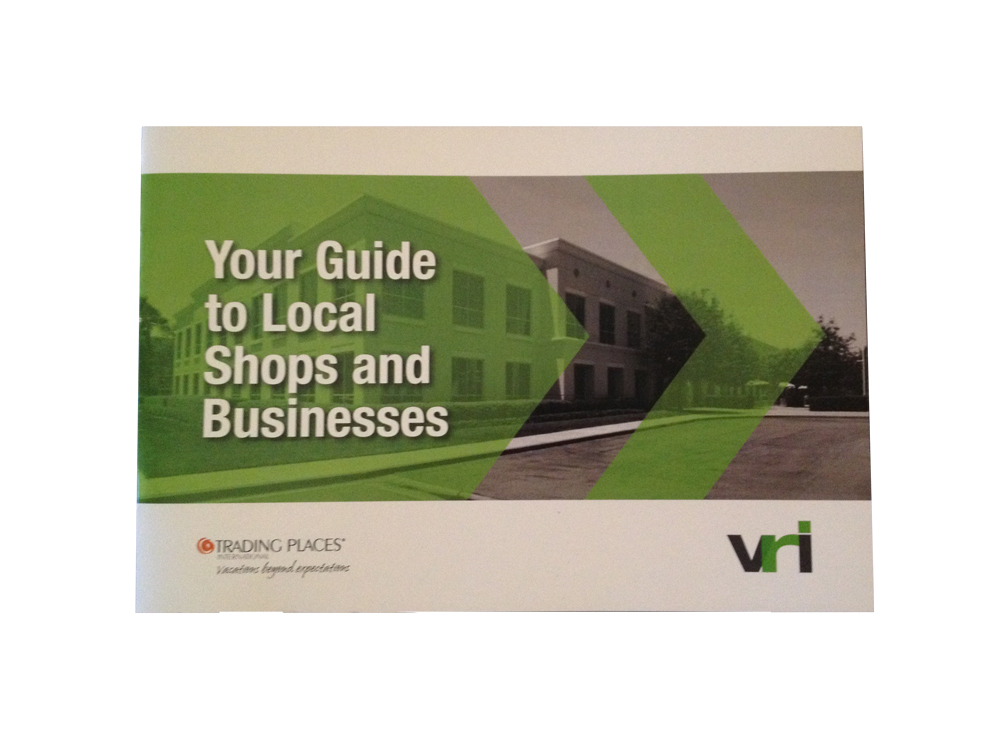 Your Guide
to Local
Shops and
Businesses
TRADING PLACES®
INTERNATIONAL
Vacations beyond expectations
vri